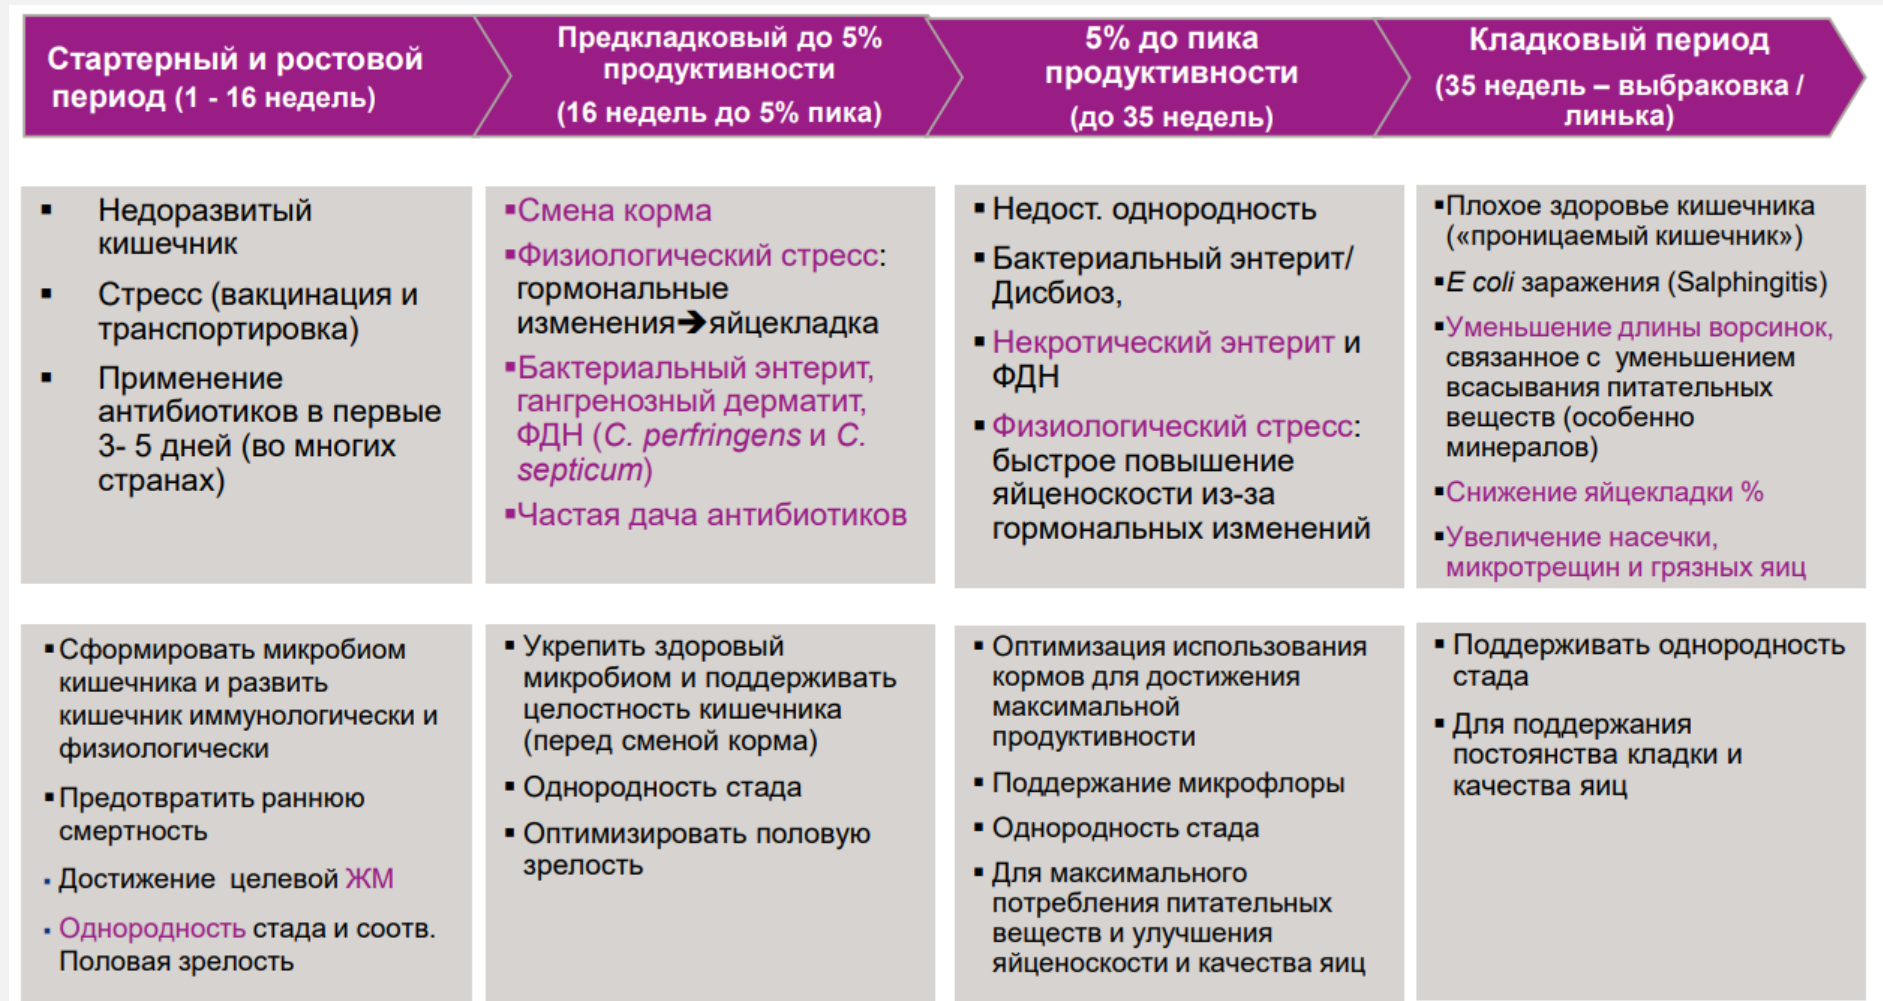 Стартерный и ростовой
период (1 - 16 недель)
Предкладковый до 5%
продуктивности
(16 недель до 5% пика)
5% до пика
продуктивности
(до 35 недель)
Кладковый период
(35 недель – выбраковка /
линька)
▪ Недоразвитый
кишечник
▪ Стресс (вакцинация и
транспортировка)
▪ Применение
антибиотиков в первые
3- 5 дней (во многих
странах)
▪Смена корма
▪Физиологический стресс:
гормональные
изменения➔яйцекладка
▪Бактериальный энтерит,
гангренозный дерматит,
ФДН (C. perfringens и C.
septicum)
▪Частая дача антибиотиков
▪ Недост. однородность
▪ Бактериальный энтерит/
Дисбиоз,
▪ Некротический энтерит и
ФДН
▪ Физиологический стресс:
быстрое повышение
яйценоскости из-за
гормональных изменений
▪Плохое здоровье кишечника
(«проницаемый кишечник»)
▪E coli заражения (Salphingitis)
▪Уменьшение длины ворсинок,
связанное с уменьшением
всасывания питательных
веществ (особенно
минералов)
▪Снижение яйцекладки %
▪Увеличение насечки,
микротрещин и грязных яиц
▪Сформировать микробиом
кишечника и развить
кишечник иммунологически и
физиологически
▪Предотвратить раннюю
смертность
▪ Достижение целевой ЖМ
▪ Однородность стада и соотв.
Половая зрелость
▪ Укрепить здоровый
микробиом и поддерживать
целостность кишечника
(перед сменой корма)
▪ Однородность стада
▪ Оптимизировать половую
зрелость
▪ Оптимизация использования
кормов для достижения
максимальной
продуктивности
▪ Поддержание микрофлоры
▪ Однородность стада
▪ Для максимального
потребления питательных
веществ и улучшения
яйценоскости и качества яиц
▪ Поддерживать однородность
стада
▪ Для поддержания
постоянства кладки и
качества яиц